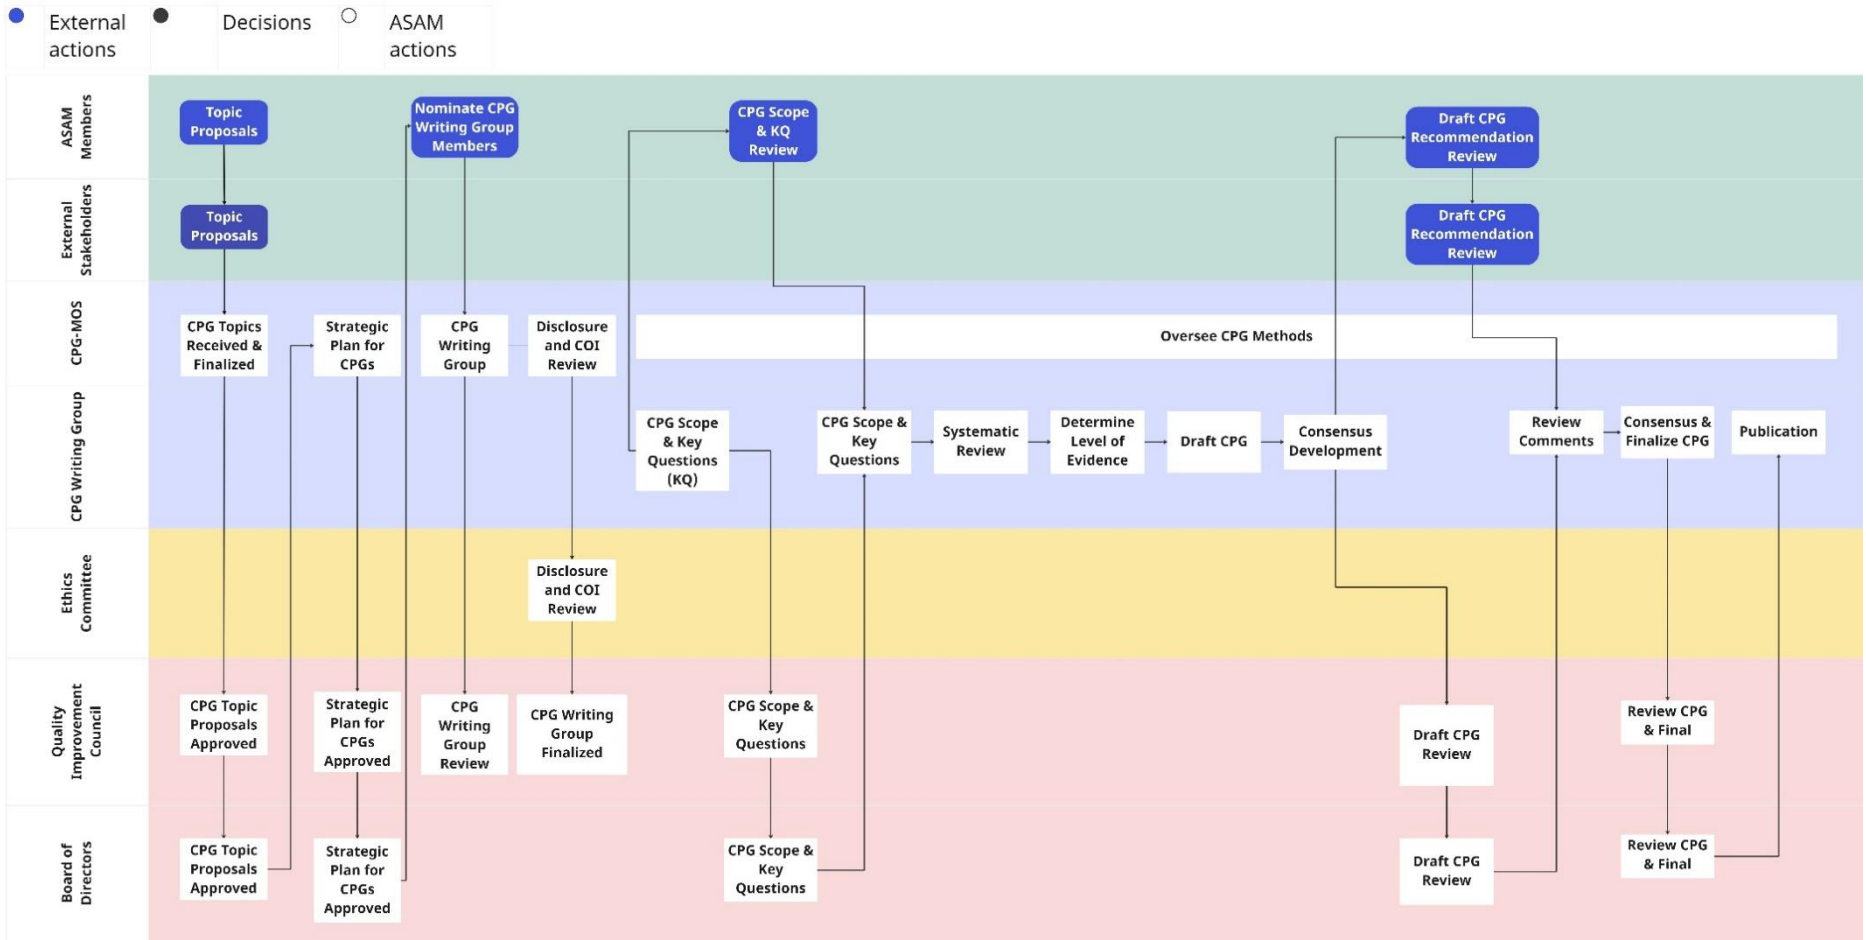 External
actions
Decisions
ASAM
actions
ASAM
Members
Topic
Proposals
Nominate CPG
Writing Group
Members
CPG Scope
& KQ
Review
Draft CPG
Recommendation
Review
External
Stakeholders
Topic
Proposals
Draft CPG
Recommendation
Review
CPG-MOS
CPG Topics
Received &
Finalized
Strategic
Plan for
CPGs
CPG
Writing
Group
Disclosure
and COI
Review
Oversee CPG Methods
CPG Writing Group
CPG Scope
& Key
Questions
(KQ)
CPG Scope &
Key
Questions
Systematic
Review
Determine
Level of
Evidence
Draft CPG
Consensus
Development
Review
Comments
Consensus &
Finalize CPG
Publication
Ethics
Committee
Disclosure
and COI
Review
Quality
Improvement
Council
CPG Topic
Proposals
Approved
Strategic
Plan for
CPGs
Approved
CPG
Writing
Group
Review
CPG Writing
Group
Finalized
CPG Scope &
Key
Questions
Draft CPG
Review
Review CPG
& Final
Board of
Directors
CPG Topic
Proposals
Approved
Strategic
Plan for
CPGs
Approved
CPG Scope &
Key
Questions
Draft CPG
Review
Review CPG
& Final